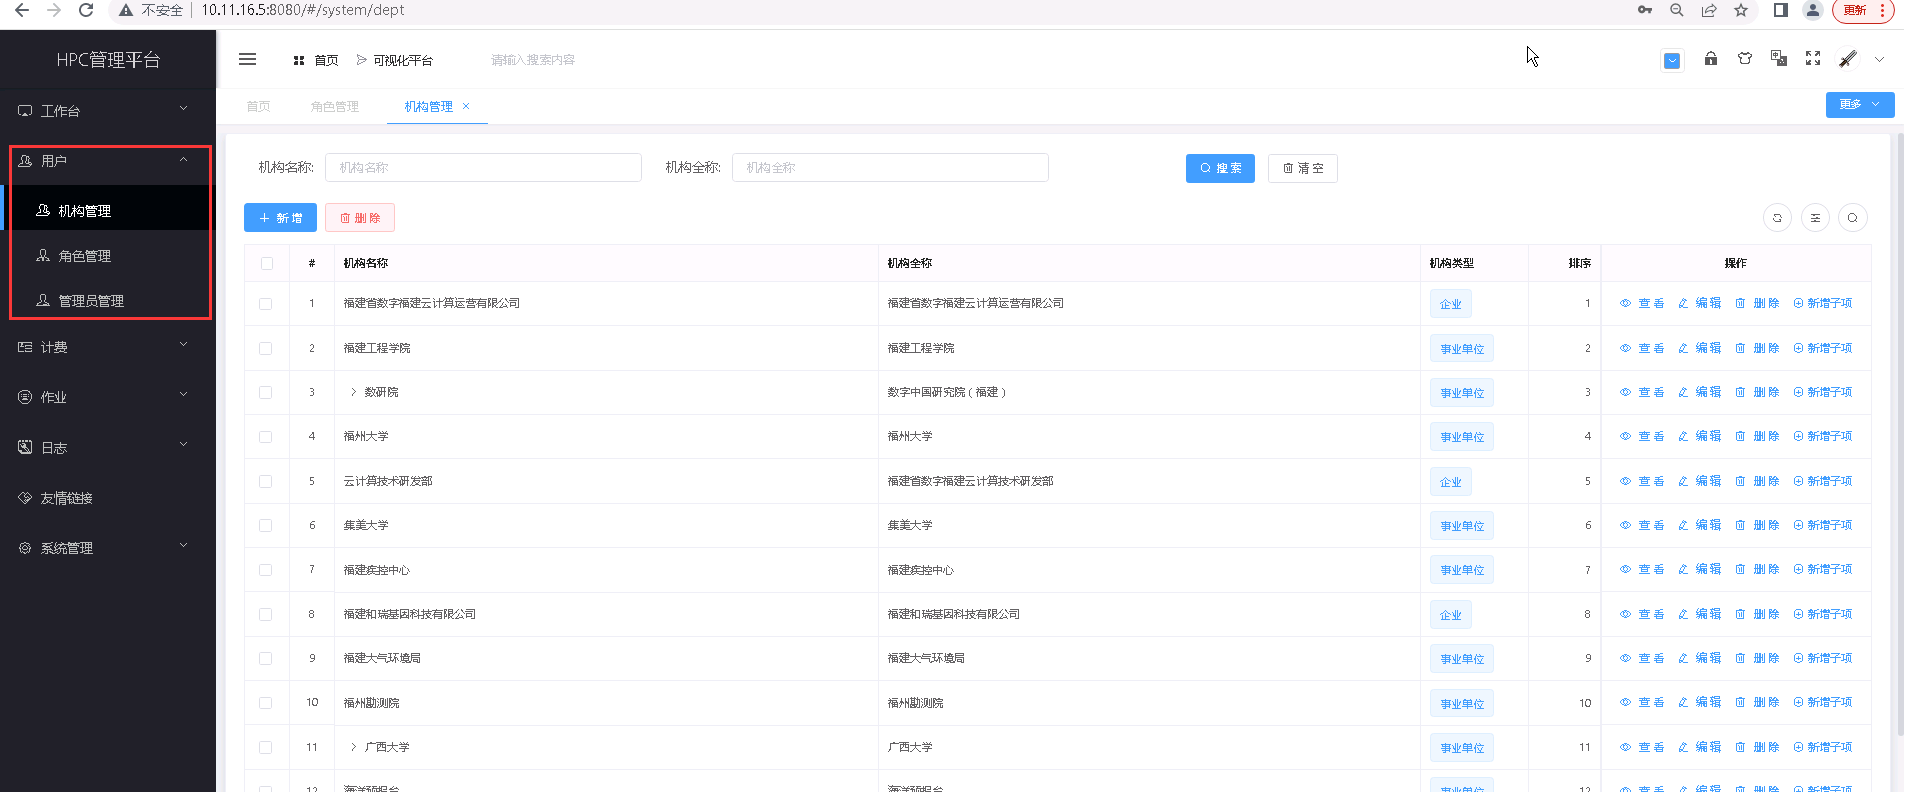 不安全 10.11.16.5:8080/#/system/dept 更新
HPC管理平台
首页 可视化平台 请输入搜索内容
首页 角色管理 机构管理 × 更多
工作台
用户
机构管理
角色管理
管理员管理
计费
作业
日志
友情链接
系统管理
机构名称: 机构名称 机构全称: 机构全称 搜索 清空
+ 新增 删除
# 机构名称 机构全称 机构类型 排序 操作
1 福建省数字福建云计算运营有限公司 福建省数字福建云计算运营有限公司 企业 1 查看 编辑 删除 新增子项
2 福建工程学院 福建工程学院 事业单位 2 查看 编辑 删除 新增子项
3 数研院 数字中国研究院（福建） 事业单位 3 查看 编辑 删除 新增子项
4 福州大学 福州大学 事业单位 4 查看 编辑 删除 新增子项
5 云计算技术研发部 福建省数字福建云计算技术研发部 企业 5 查看 编辑 删除 新增子项
6 集美大学 集美大学 事业单位 6 查看 编辑 删除 新增子项
7 福建疾控中心 福建疾控中心 事业单位 7 查看 编辑 删除 新增子项
8 福建和瑞基因科技有限公司 福建和瑞基因科技有限公司 企业 8 查看 编辑 删除 新增子项
9 福建大气环境局 福建大气环境局 事业单位 9 查看 编辑 删除 新增子项
10 福州勘测院 福州勘测院 事业单位 10 查看 编辑 删除 新增子项
11 广西大学 广西大学 事业单位 11 查看 编辑 删除 新增子项
12 海洋预报台 海洋预报台 事业单位 12 查看 编辑 删除 新增子项